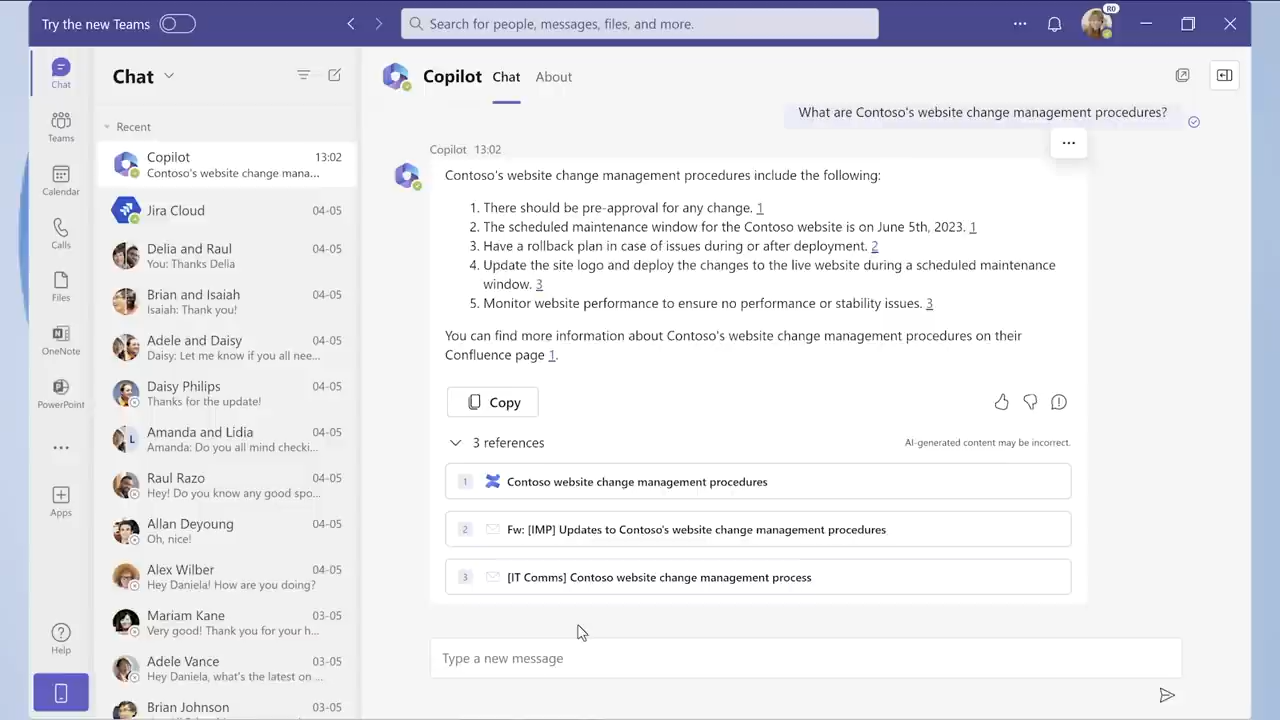 Try the new Teams
Search for people, messages, files, and more.
R0
Chat
Teams
Calendar
Calls
Files
OneNote
PowerPoint
Apps
Help
Chat
Recent
Copilot 13:02
Contoso's website change mana...
Jira Cloud 04-05
Delia and Raul 04-05
You: Thanks Delia
Brian and Isaiah 04-05
Isaiah: Thank you!
Adele and Daisy 04-05
Daisy: Let me know if you all nee...
Daisy Philips 04-05
Thanks for the update!
L
Amanda and Lidia 04-05
Amanda: Do you all mind checki...
Raul Razo 04-05
Hey! Do you know any good spo...
Allan Deyoung 04-05
Oh, nice!
Alex Wilber 04-05
Hey Daniela! How are you doing?
Mariam Kane 03-05
Very good! Thank you for your h...
Adele Vance 03-05
Hey Daniela, what's the latest on ...
Brian Johnson 03-05
Copilot Chat About
What are Contoso's website change management procedures?
Copilot 13:02
Contoso's website change management procedures include the following:
1. There should be pre-approval for any change. 1
2. The scheduled maintenance window for the Contoso website is on June 5th, 2023. 1
3. Have a rollback plan in case of issues during or after deployment. 2
4. Update the site logo and deploy the changes to the live website during a scheduled maintenance
window. 3
5. Monitor website performance to ensure no performance or stability issues. 3
You can find more information about Contoso's website change management procedures on their
Confluence page 1.
Copy
3 references
AI-generated content may be incorrect.
1 Contoso website change management procedures
2 Fw: [IMP] Updates to Contoso's website change management procedures
3 [IT Comms] Contoso website change management process
Type a new message